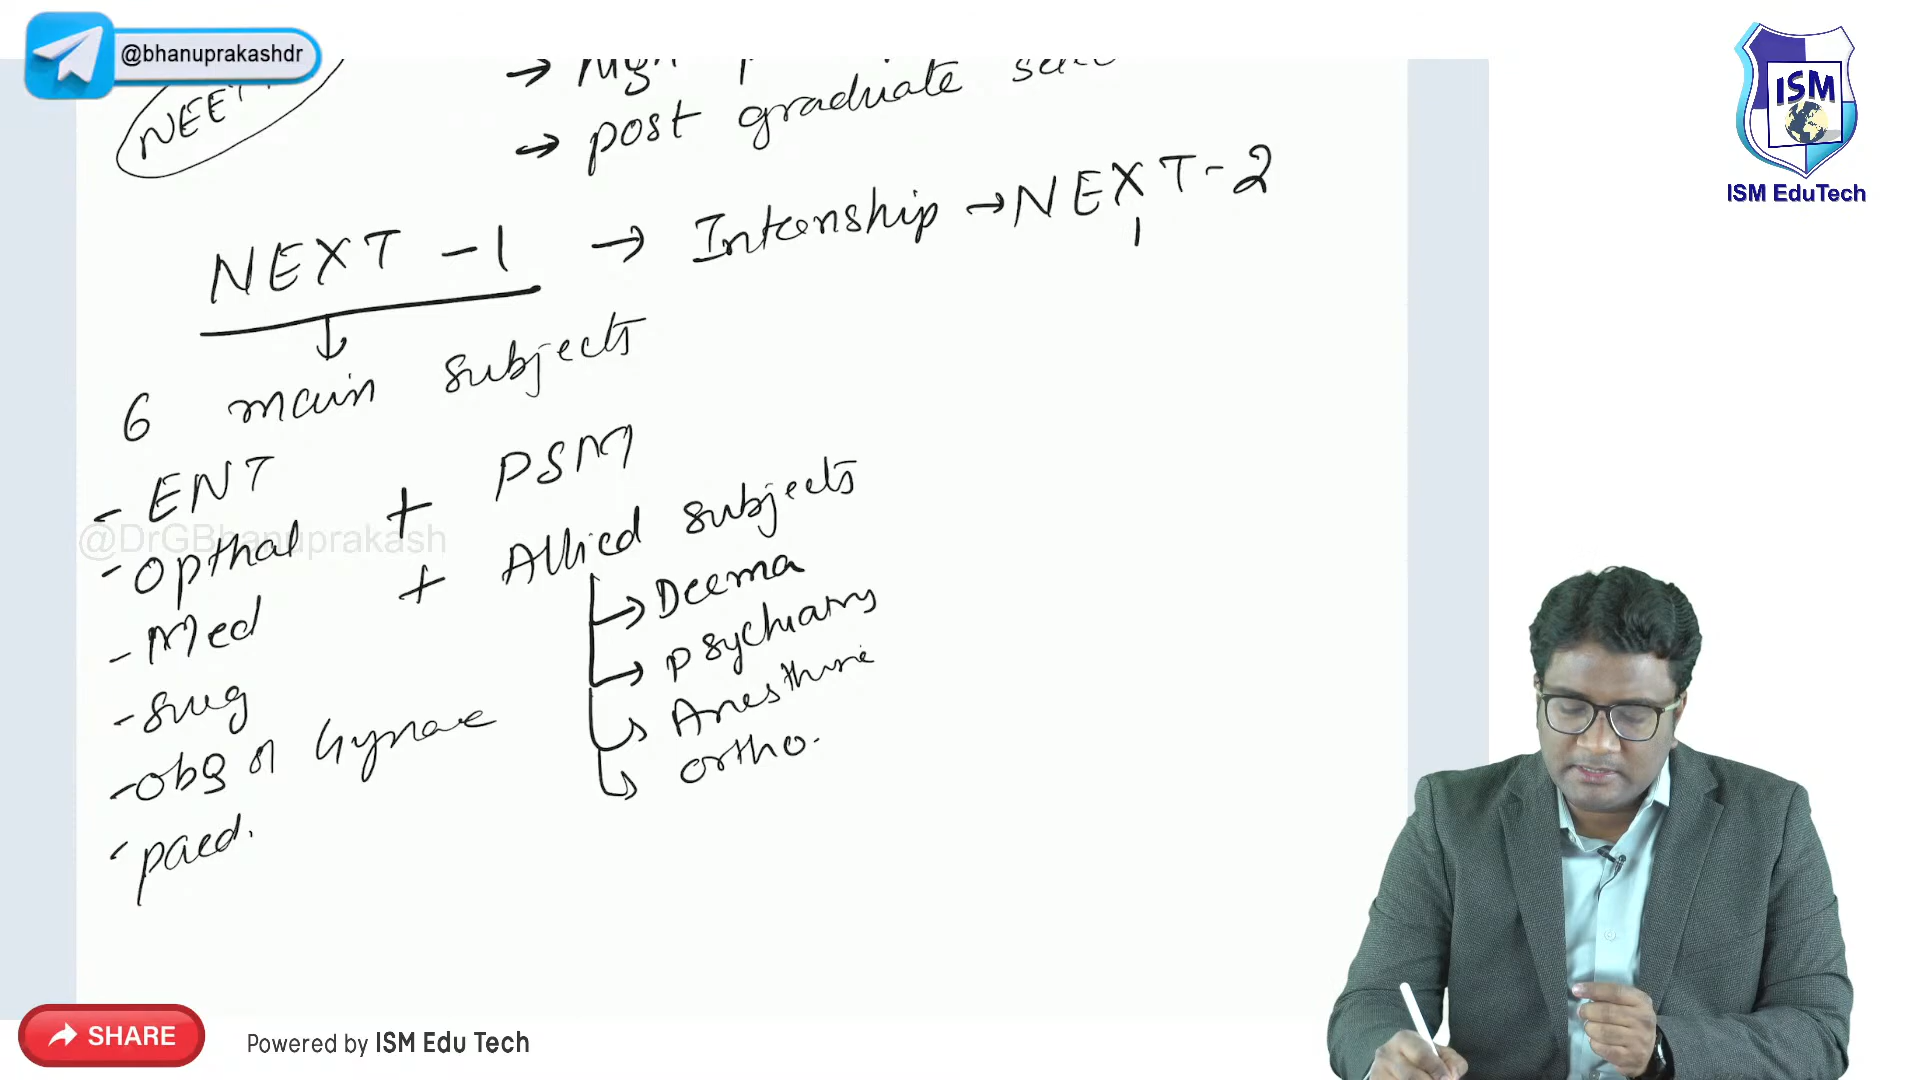 @bhanuprakashdr
NEET
→ high
→ post graduate
ISM
ISM EduTech
NEXT -1 → Internship → NEXT-2
6 main subjects
- ENT + PSM
@DrGBhanuprakash
- Opthal + Allied subjects
- Med → Derma
- Surg → psychiatry
- Obg & Gynae → Anesthesia
- paed. → ortho.
SHARE
Powered by ISM Edu Tech